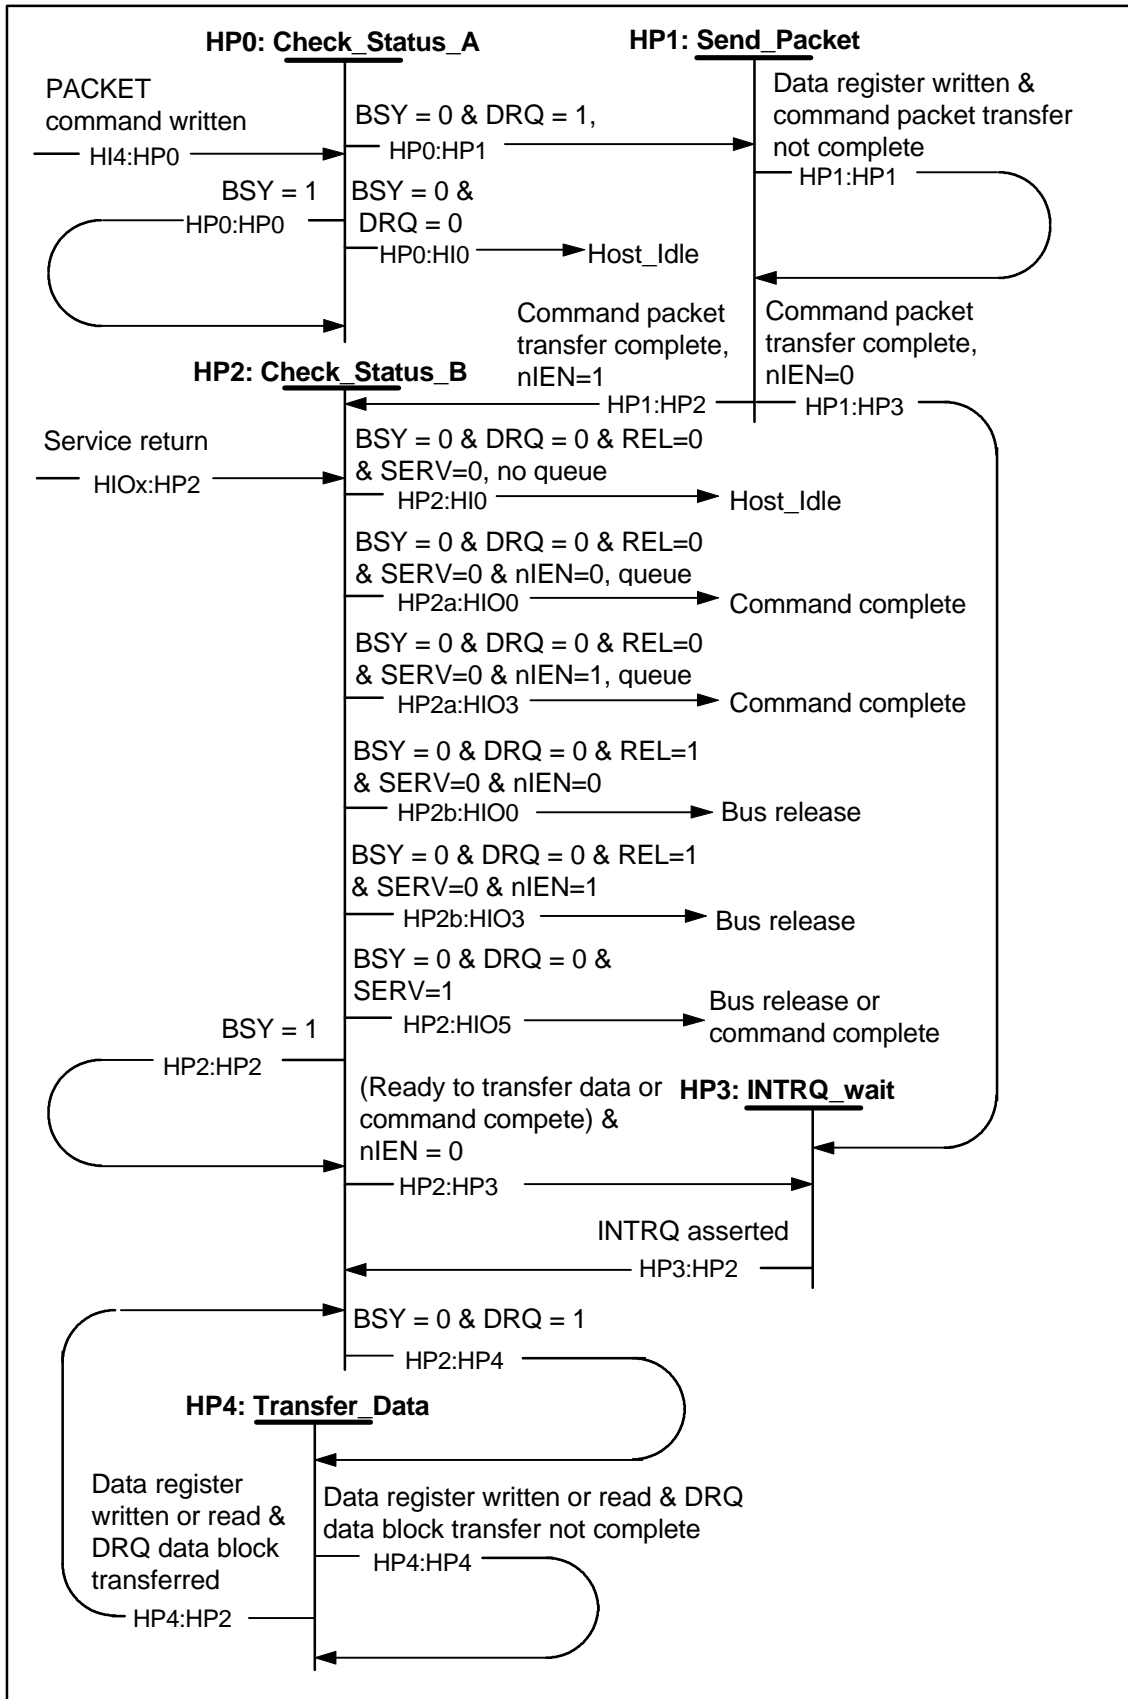 HP0: Check_Status_A
HP1: Send_Packet
PACKET
command written
HI4:HP0
BSY = 0 & DRQ = 1,
HP0:HP1
Data register written &
command packet transfer
not complete
HP1:HP1
BSY = 1
HP0:HP0
BSY = 0 &
DRQ = 0
HP0:HI0
Host_Idle
Command packet
transfer complete,
nIEN=1
HP1:HP2
Command packet
transfer complete,
nIEN=0
HP1:HP3
HP2: Check_Status_B
Service return
HIOx:HP2
BSY = 0 & DRQ = 0 & REL=0
& SERV=0, no queue
HP2:HI0
Host_Idle
BSY = 0 & DRQ = 0 & REL=0
& SERV=0 & nIEN=0, queue
HP2a:HIO0
Command complete
BSY = 0 & DRQ = 0 & REL=0
& SERV=0 & nIEN=1, queue
HP2a:HIO3
Command complete
BSY = 0 & DRQ = 0 & REL=1
& SERV=0 & nIEN=0
HP2b:HIO0
Bus release
BSY = 0 & DRQ = 0 & REL=1
& SERV=0 & nIEN=1
HP2b:HIO3
Bus release
BSY = 0 & DRQ = 0 &
SERV=1
HP2:HIO5
Bus release or
command complete
BSY = 1
HP2:HP2
(Ready to transfer data or
command compete) &
nIEN = 0
HP2:HP3
HP3: INTRQ_wait
INTRQ asserted
HP3:HP2
BSY = 0 & DRQ = 1
HP2:HP4
HP4: Transfer_Data
Data register
written or read &
DRQ data block
transferred
HP4:HP2
Data register written or read & DRQ
data block transfer not complete
HP4:HP4